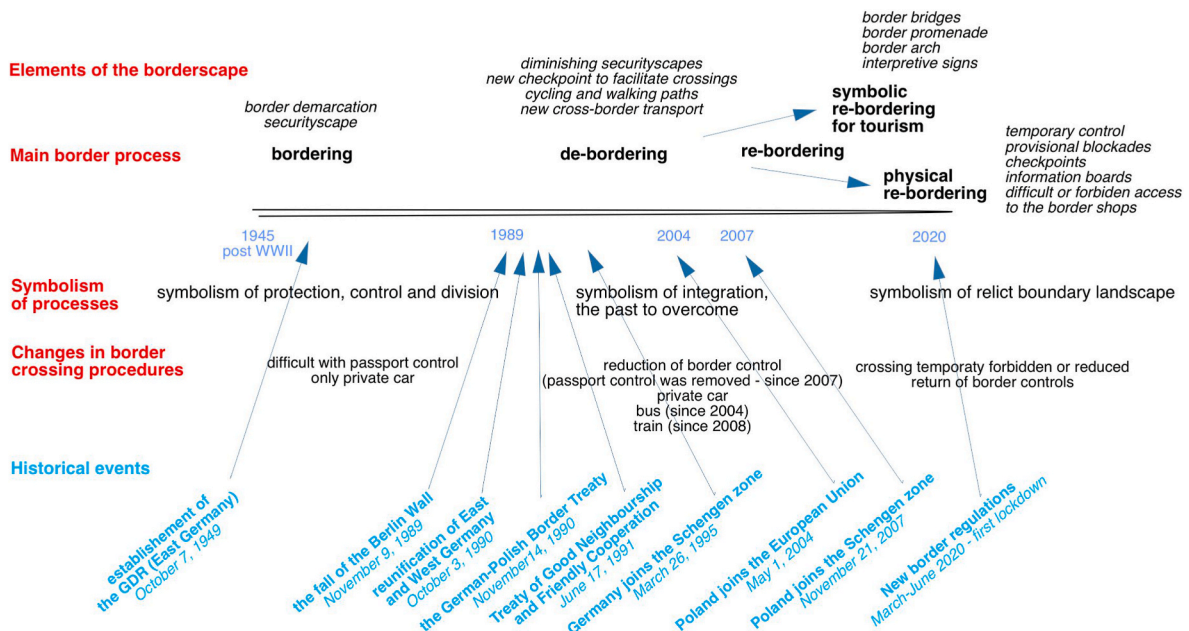 border bridges
border promenade
border arch
interpretive signs
Elements of the borderscape
diminishing securityscapes
new checkpoint to facilitate crossings
cycling and walking paths
new cross-border transport
border demarcation
securityscape
symbolic
re-bordering
for tourism
Main border process
bordering
de-bordering
re-bordering
physical
re-bordering
temporary control
provisional blockades
checkpoints
information boards
difficult or forbiden access
to the border shops
1945
post WWII
1989
2004
2007
2020
Symbolism
of processes
symbolism of protection, control and division
symbolism of integration,
the past to overcome
symbolism of relict boundary landscape
Changes in border
crossing procedures
difficult with passport control
only private car
reduction of border control
(passport control was removed - since 2007)
private car
bus (since 2004)
train (since 2008)
crossing temporaty forbidden or reduced
return of border controls
Historical events
establishement of
the GDR (East Germany)
October 7, 1949
the fall of the Berlin Wall
November 9, 1989
reunification of East
and West Germany
October 3, 1990
the German-Polish Border Treaty
November14, 1990
Treaty of Good Neighbourship
and Friendly Cooperation
June 17, 1991
Germany joins the Schengen zone
March 26, 1995
Poland joins the European Union
May 1, 2004
Poland joins the Schengen zone
November 21, 2007
New border regulations
March-June 2020 - first lockdown